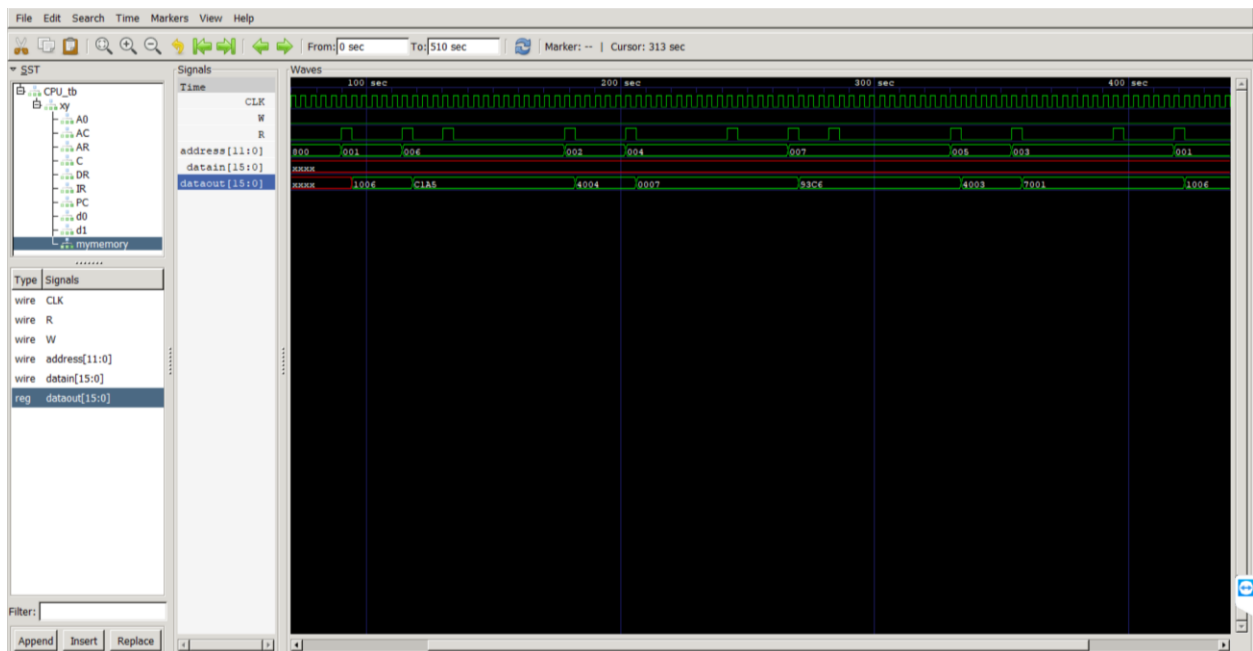 File Edit Search Time Markers View Help
From: 0 sec To: 510 sec Marker: -- | Cursor: 313 sec
SST
CPU_tb
xy
A0
AC
AR
C
DR
IR
PC
d0
d1
mymemory
Type Signals
wire CLK
wire R
wire W
wire address[11:0]
wire datain[15:0]
reg dataout[15:0]
Filter:
Append Insert Replace
Signals
Time
CLK
W
R
address[11:0]
datain[15:0]
dataout[15:0]
Waves
100 sec 200 sec 300 sec 400 sec
800 001 006 002 004 007 005 003 001
xxxx
xxxx 1006 C1A5 4004 0007 93C6 4003 7001 1006